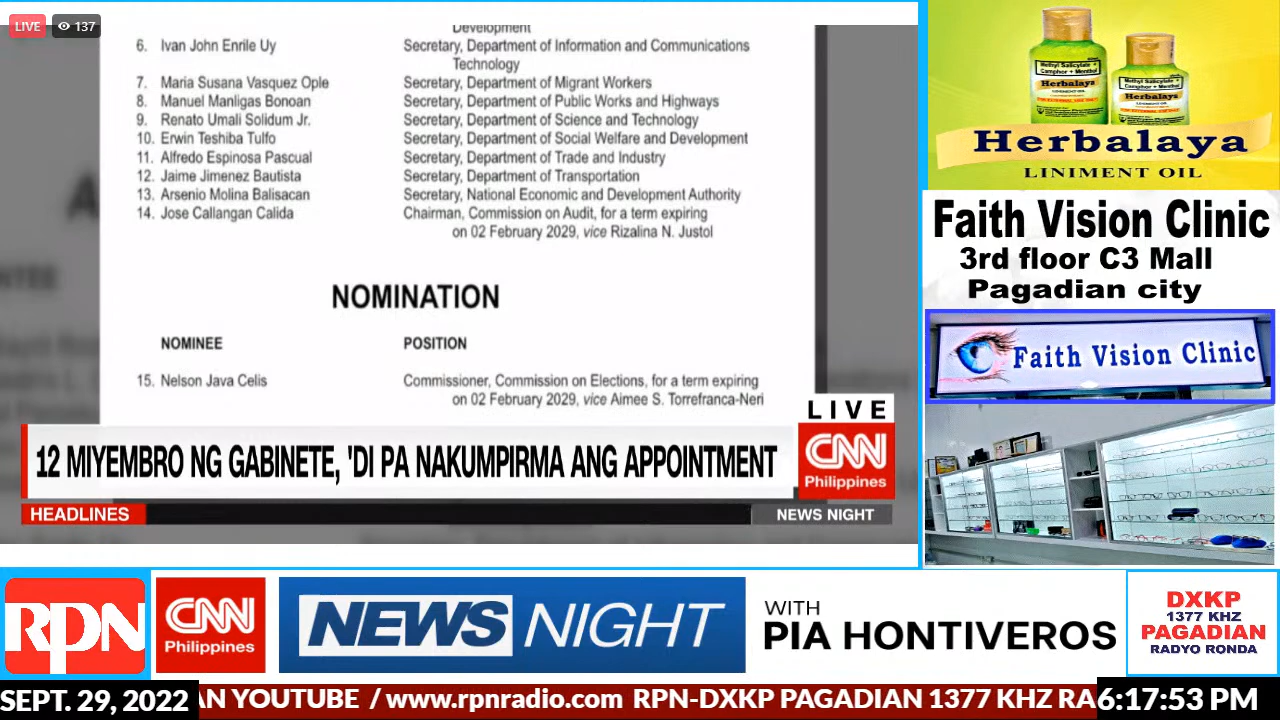 LIVE
137
Development
6. Ivan John Enrile Uy Secretary, Department of Information and Communications
Technology
7. Maria Susana Vasquez Ople Secretary, Department of Migrant Workers
8. Manuel Manligas Bonoan Secretary, Department of Public Works and Highways
9. Renato Umali Solidum Jr. Secretary, Department of Science and Technology
10. Erwin Teshiba Tulfo Secretary, Department of Social Welfare and Development
11. Alfredo Espinosa Pascual Secretary, Department of Trade and Industry
12. Jaime Jimenez Bautista Secretary, Department of Transportation
13. Arsenio Molina Balisacan Secretary, National Economic and Development Authority
14. Jose Callangan Calida Chairman, Commission on Audit, for a term expiring
on 02 February 2029, vice Rizalina N. Justol
NOMINATION
NOMINEE POSITION
15. Nelson Java Celis Commissioner, Commission on Elections, for a term expiring
on 02 February 2029, vice Aimee S. Torrefranca-Neri
LIVE
12 MIYEMBRO NG GABINETE, 'DI PA NAKUMPIRMA ANG APPOINTMENT
CNN
Philippines
HEADLINES
NEWS NIGHT
Methyl Salicylate +
Camphor + Menthol
Herbalaya
LINIMENT OIL
Methyl Salicylate +
Camphor + Menthol
Herbalaya
LINIMENT OIL
Herbalaya
LINIMENT OIL
Faith Vision Clinic
3rd floor C3 Mall
Pagadian city
Faith Vision Clinic
RPN
CNN
Philippines
NEWS NIGHT
WITH
PIA HONTIVEROS
DXKP
1377 KHZ
PAGADIAN
RADYO RONDA
SEPT. 29, 2022 AN YOUTUBE / www.rpnradio.com RPN-DXKP PAGADIAN 1377 KHZ RA 6:17:53 PM